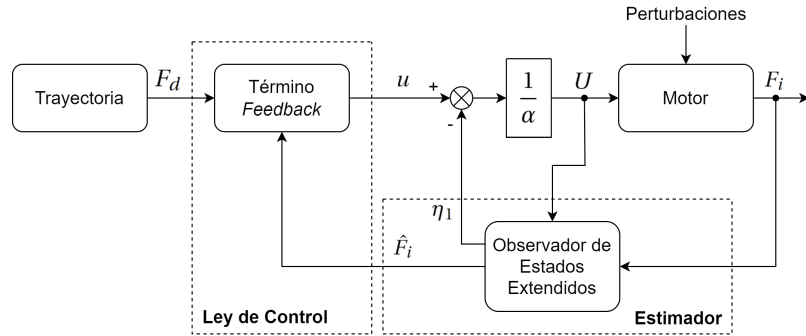 Perturbaciones
Trayectoria
F_d
Término
Feedback
u
+
-
1
α
U
Motor
F_i
η_1
F̂_i
Observador de
Estados
Extendidos
Ley de Control
Estimador